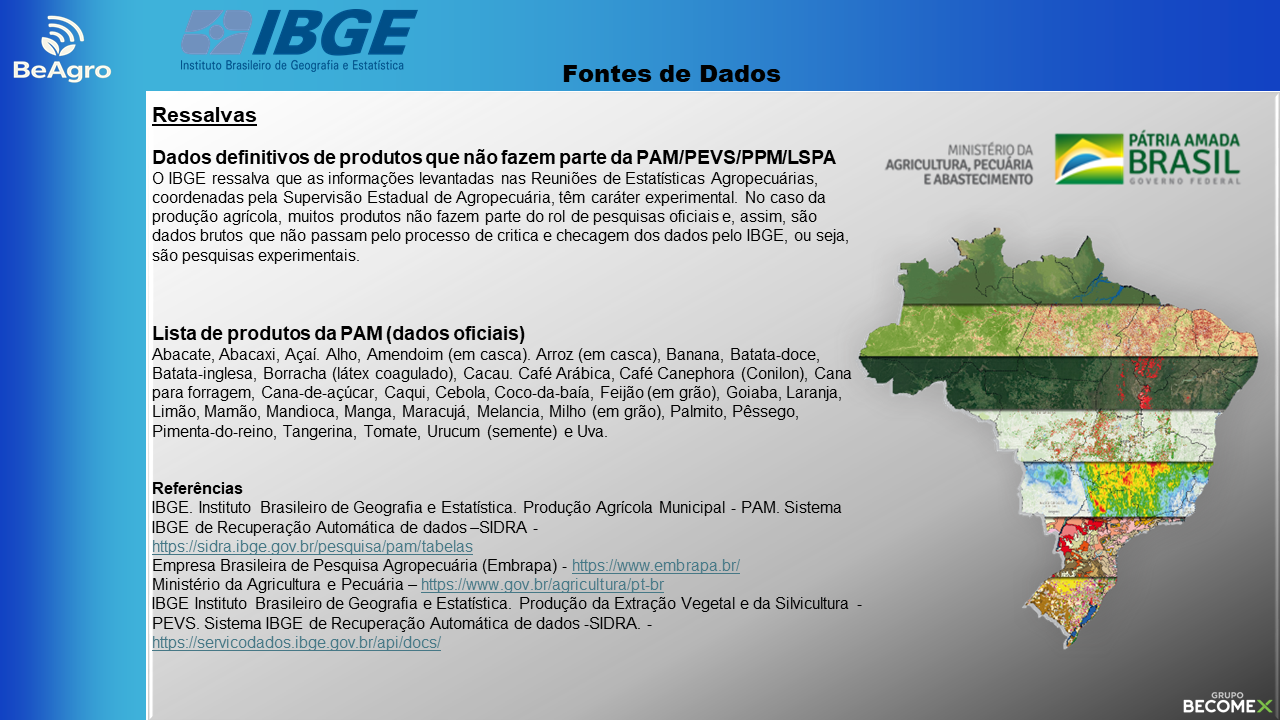 BeAgro
IBGE
Instituto Brasileiro de Geografia e Estatística
Fontes de Dados
Ressalvas
Dados definitivos de produtos que não fazem parte da PAM/PEVS/PPM/LSPA
O IBGE ressalva que as informações levantadas nas Reuniões de Estatísticas Agropecuárias,
coordenadas pela Supervisão Estadual de Agropecuária, têm caráter experimental. No caso da
produção agrícola, muitos produtos não fazem parte do rol de pesquisas oficiais e, assim, são
dados brutos que não passam pelo processo de critica e checagem dos dados pelo IBGE, ou seja,
são pesquisas experimentais.
Lista de produtos da PAM (dados oficiais)
Abacate, Abacaxi, Açaí. Alho, Amendoim (em casca). Arroz (em casca), Banana, Batata-doce,
Batata-inglesa, Borracha (látex coagulado), Cacau. Café Arábica, Café Canephora (Conilon), Cana
para forragem, Cana-de-açúcar, Caqui, Cebola, Coco-da-baía, Feijão (em grão), Goiaba, Laranja,
Limão, Mamão, Mandioca, Manga, Maracujá, Melancia, Milho (em grão), Palmito, Pêssego,
Pimenta-do-reino, Tangerina, Tomate, Urucum (semente) e Uva.
Referências
IBGE. Instituto Brasileiro de Geografia e Estatística. Produção Agrícola Municipal - PAM. Sistema
IBGE de Recuperação Automática de dados –SIDRA -
https://sidra.ibge.gov.br/pesquisa/pam/tabelas
Empresa Brasileira de Pesquisa Agropecuária (Embrapa) - https://www.embrapa.br/
Ministério da Agricultura e Pecuária – https://www.gov.br/agricultura/pt-br
IBGE Instituto Brasileiro de Geografia e Estatística. Produção da Extração Vegetal e da Silvicultura -
PEVS. Sistema IBGE de Recuperação Automática de dados -SIDRA. -
https://servicodados.ibge.gov.br/api/docs/
MINISTÉRIO DA
AGRICULTURA, PECUÁRIA
E ABASTECIMENTO
PÁTRIA AMADA
BRASIL
GOVERNO FEDERAL
GRUPO
BECOMEX